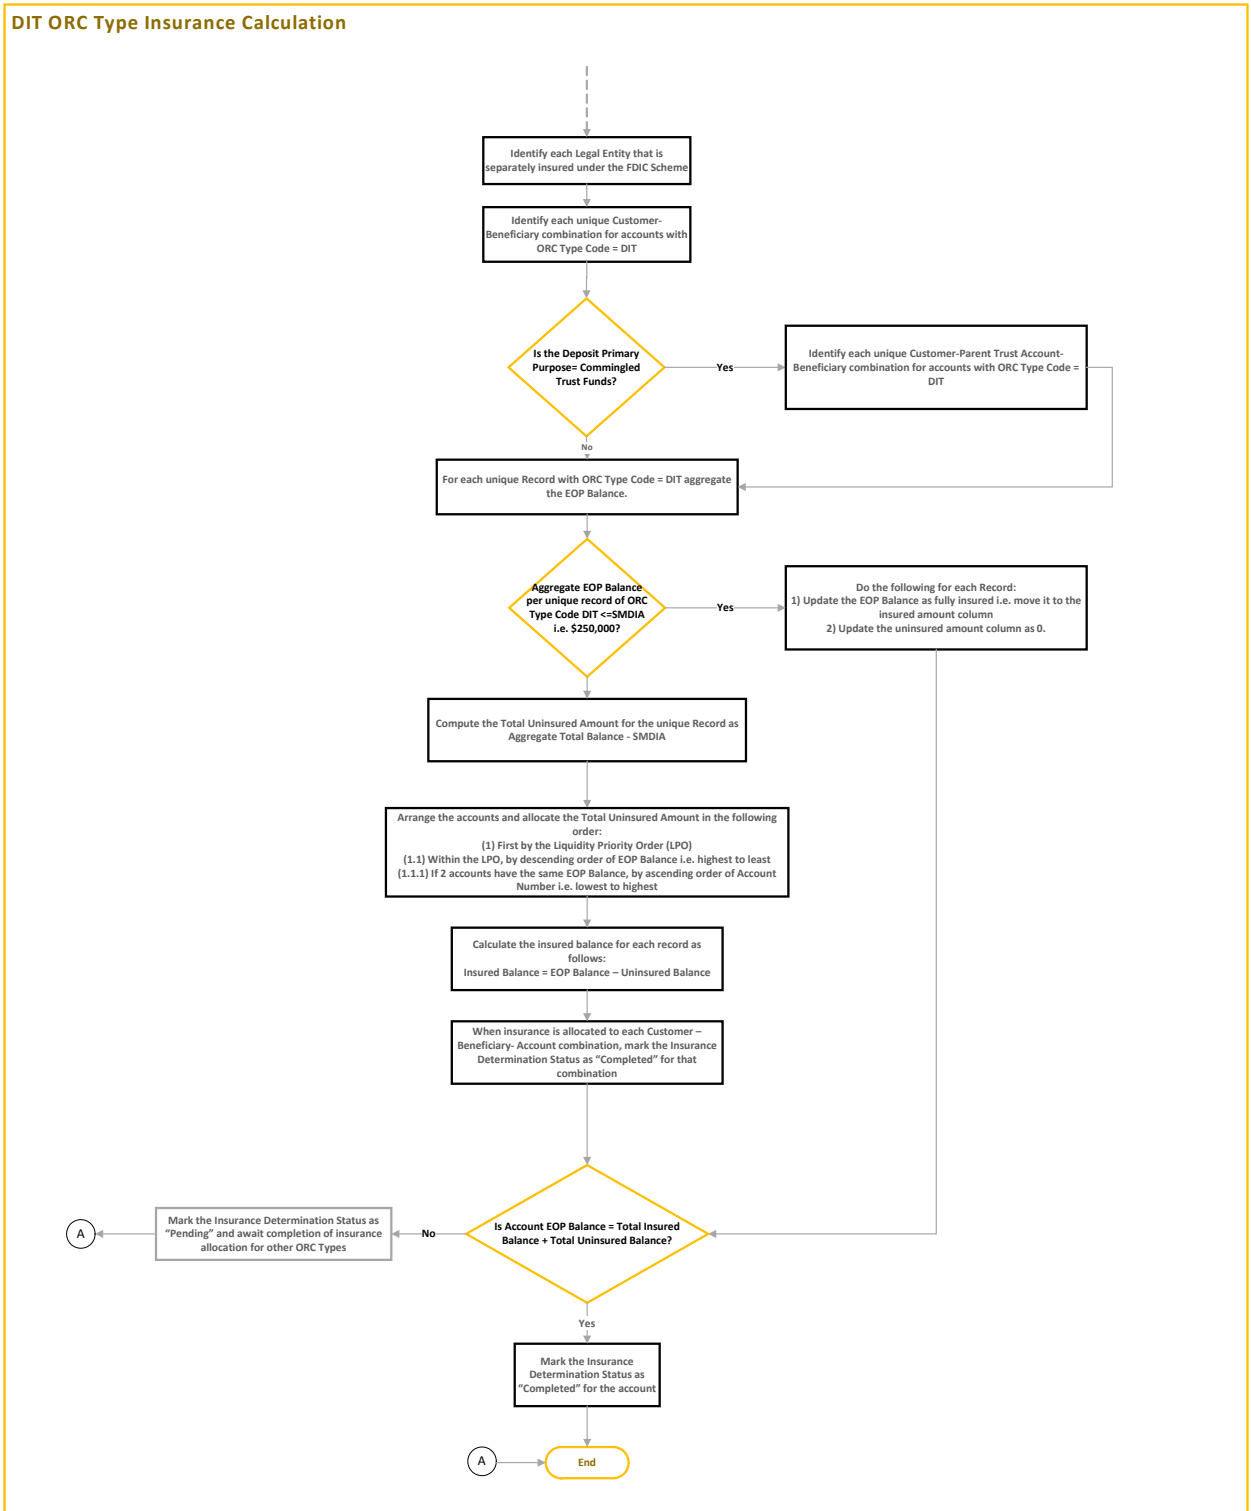 DIT ORC Type Insurance Calculation
Identify each Legal Entity that is
separately insured under the FDIC Scheme
Identify each unique Customer-
Beneficiary combination for accounts with
ORC Type Code = DIT
Is the Deposit Primary
Purpose= Commingled
Trust Funds?
Yes
Identify each unique Customer-Parent Trust Account-
Beneficiary combination for accounts with ORC Type Code =
DIT
No
For each unique Record with ORC Type Code = DIT aggregate
the EOP Balance.
Aggregate EOP Balance
per unique record of ORC
Type Code DIT <=SMDIA
i.e. $250,000?
Yes
Do the following for each Record:
1) Update the EOP Balance as fully insured i.e. move it to the
insured amount column
2) Update the uninsured amount column as 0.
Compute the Total Uninsured Amount for the unique Record as
Aggregate Total Balance - SMDIA
Arrange the accounts and allocate the Total Uninsured Amount in the following
order:
(1) First by the Liquidity Priority Order (LPO)
(1.1) Within the LPO, by descending order of EOP Balance i.e. highest to least
(1.1.1) If 2 accounts have the same EOP Balance, by ascending order of Account
Number i.e. lowest to highest
Calculate the insured balance for each record as
follows:
Insured Balance = EOP Balance – Uninsured Balance
When insurance is allocated to each Customer –
Beneficiary- Account combination, mark the Insurance
Determination Status as “Completed” for that
combination
Is Account EOP Balance = Total Insured
Balance + Total Uninsured Balance?
No
Mark the Insurance Determination Status as
“Pending” and await completion of insurance
allocation for other ORC Types
A
Yes
Mark the Insurance
Determination Status as
“Completed” for the account
A
End